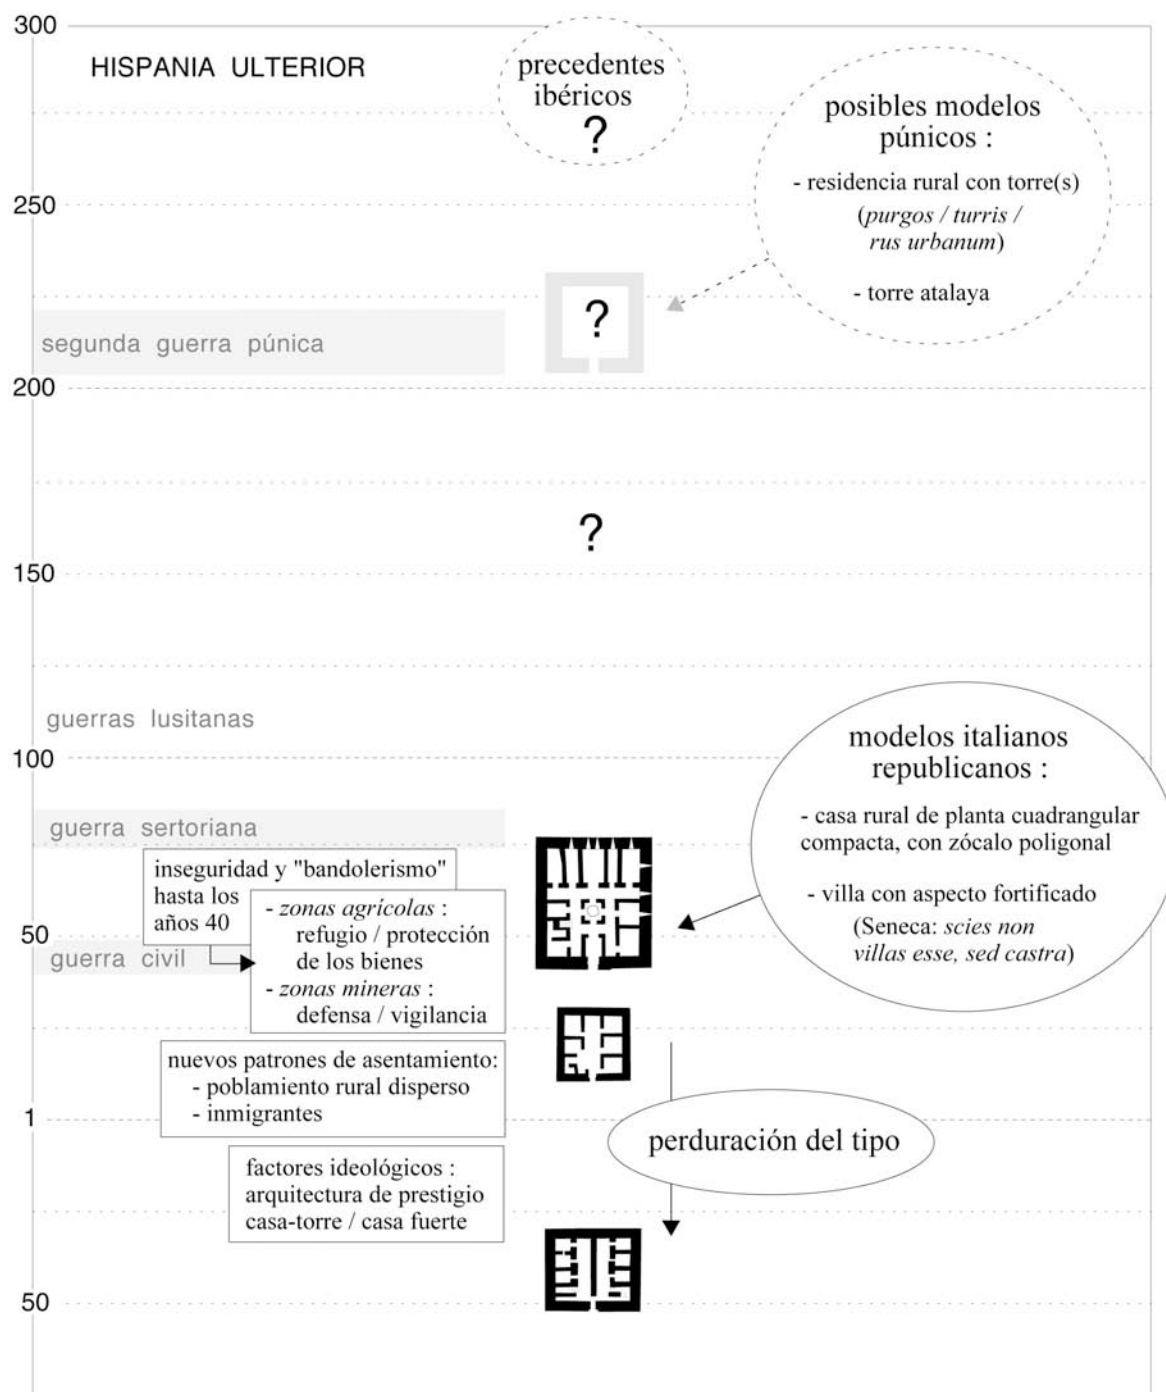 300
HISPANIA ULTERIOR
precedentes
ibéricos
?
posibles modelos
púnicos :
- residencia rural con torre(s)
(purgos / turris /
rus urbanum)
- torre atalaya
250
?
segunda guerra púnica
200
?
150
guerras lusitanas
100
modelos italianos
republicanos :
- casa rural de planta cuadrangular
compacta, con zócalo poligonal
- villa con aspecto fortificado
(Seneca: scies non
villas esse, sed castra)
guerra sertoriana
inseguridad y "bandolerismo"
hasta los
años 40
- zonas agrícolas :
refugio / protección
de los bienes
- zonas mineras :
defensa / vigilancia
50
guerra civil
nuevos patrones de asentamiento:
- poblamiento rural disperso
- inmigrantes
1
perduración del tipo
factores ideológicos :
arquitectura de prestigio
casa-torre / casa fuerte
50